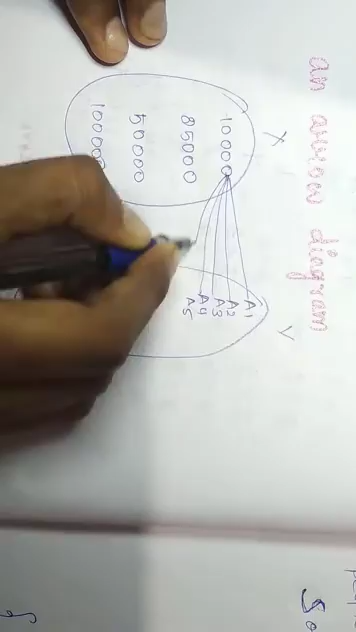 an arrow diagram
X
Y
10000
85000
50000
100000
A1
A2
A3
A4
A5